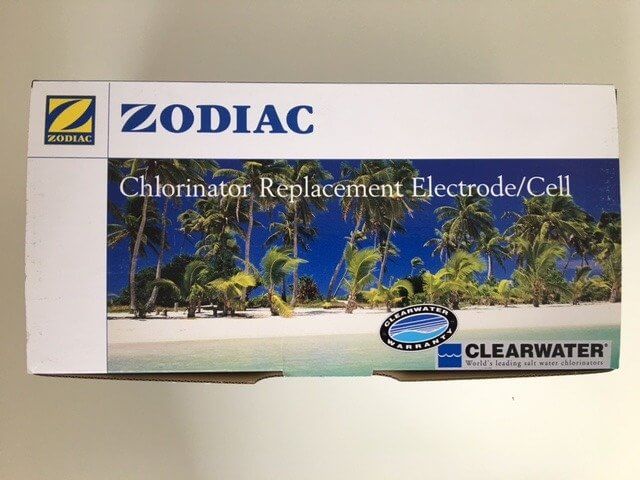 ZODIAC
ZODIAC
Chlorinator Replacement Electrode/Cell
CLEARWATER
WARRANTY
CLEARWATER®
World's leading salt water chlorinators